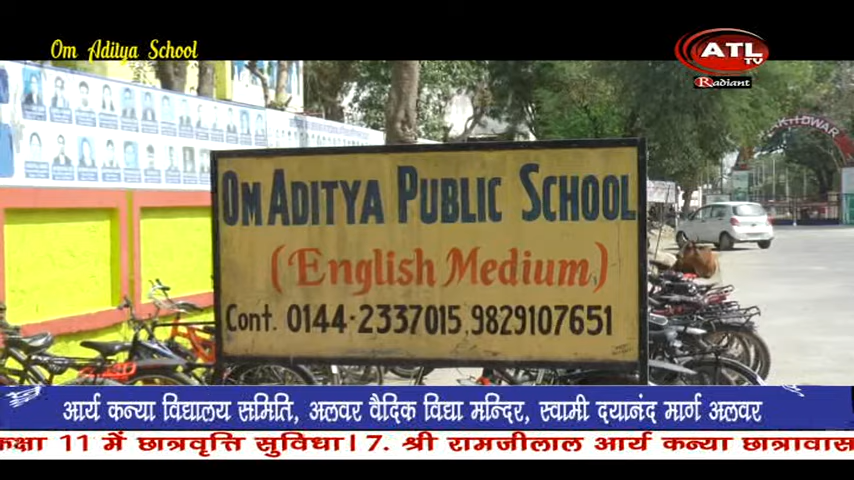 Om Aditya School
ATL
TV
Radiant
OM ADITYA PUBLIC SCHOOL
(English Medium)
Cont. 0144-2337015,9829107651
आर्य कन्या विद्यालय समिति, अलवर वैदिक विद्या मन्दिर, स्वामी दयानंद मार्ग अलवर
कक्षा 11 में छात्रवृत्ति सुविधा। 7. श्री रामजीलाल आर्य कन्या छात्रावास